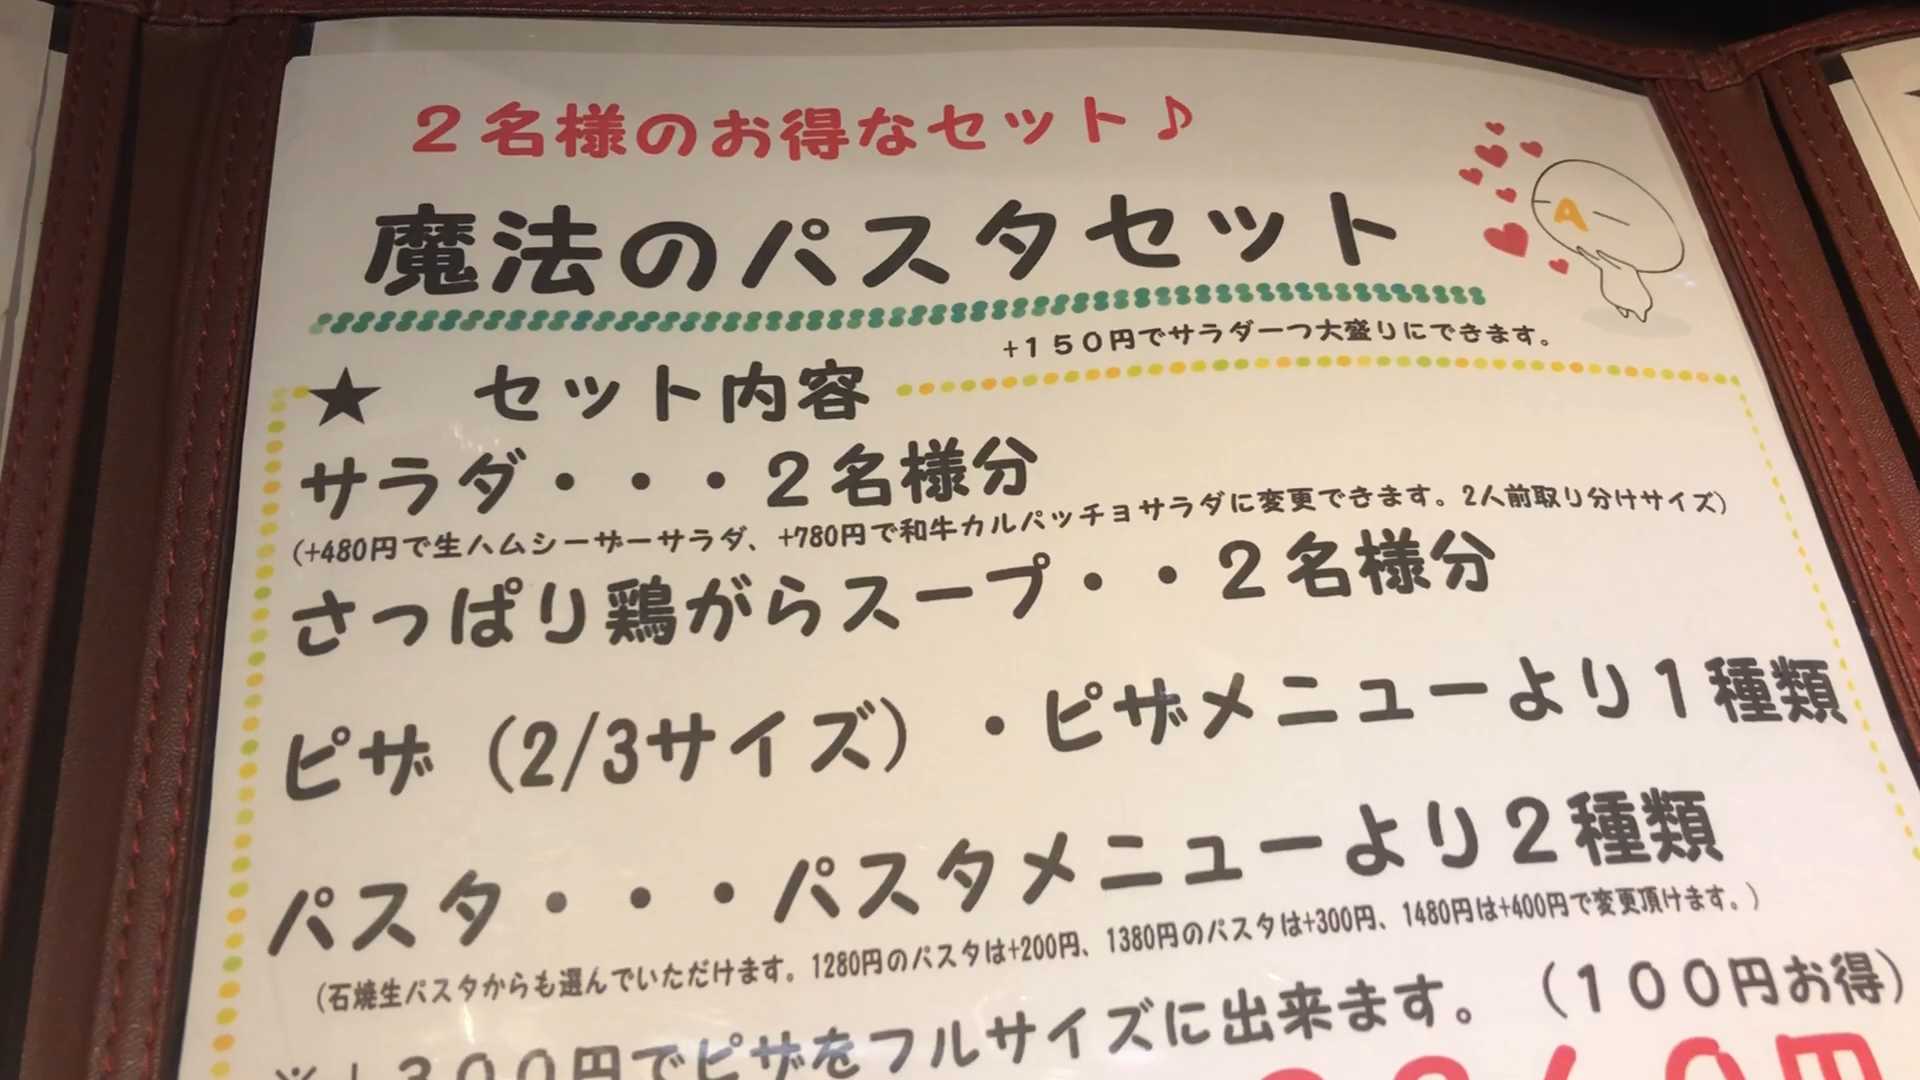 ２名様のお得なセット♪
A
魔法のパスタセット
+１５０円でサラダ一つ大盛りにできます。
★　セット内容
サラダ・・・２名様分
(+480円で生ハムシーザーサラダ、+780円で和牛カルパッチョサラダに変更できます。2人前取り分けサイズ)
さっぱり鶏がらスープ・・２名様分
ピザ（2/3サイズ）・ピザメニューより１種類
パスタ・・・パスタメニューより２種類
(石焼生パスタからも選んでいただけます。1280円のパスタは+200円、1380円のパスタは+300円、1480円は+400円で変更頂けます。)
※+３００円でピザをフルサイズに出来ます。（１００円お得）